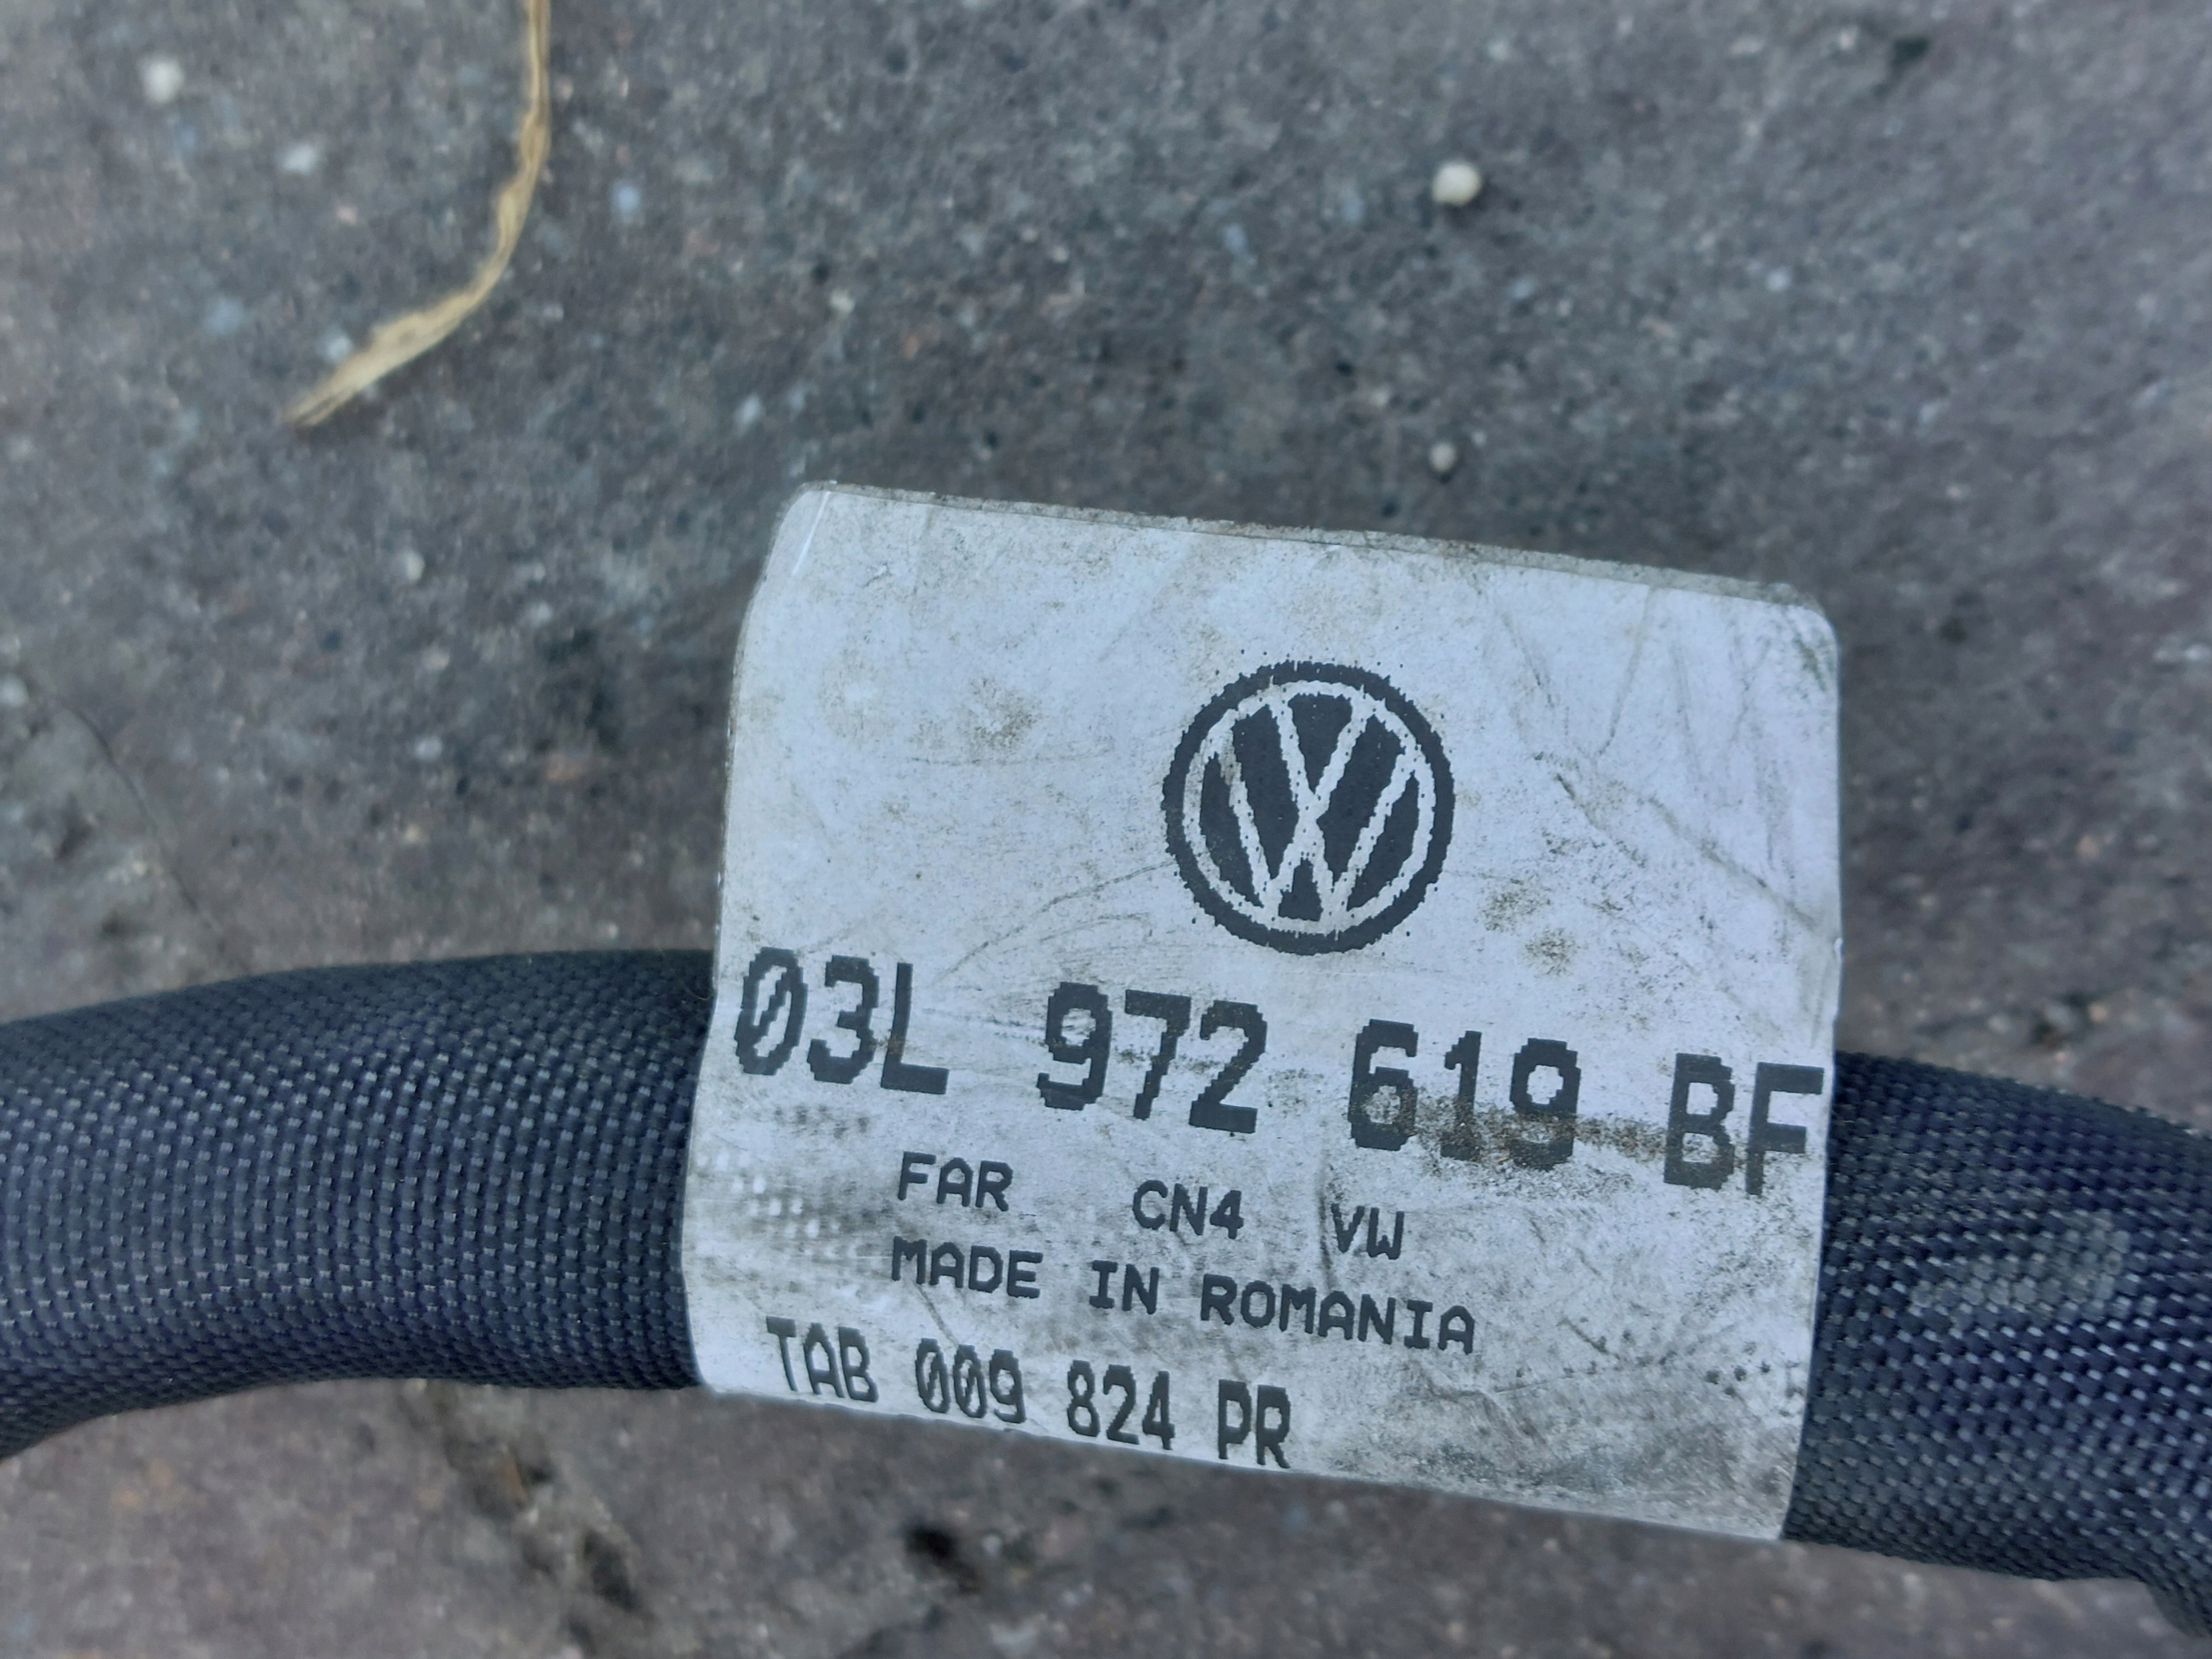 03L 972 619 BF
FAR CN4 VW
MADE IN ROMANIA
TAB 009 824 PR